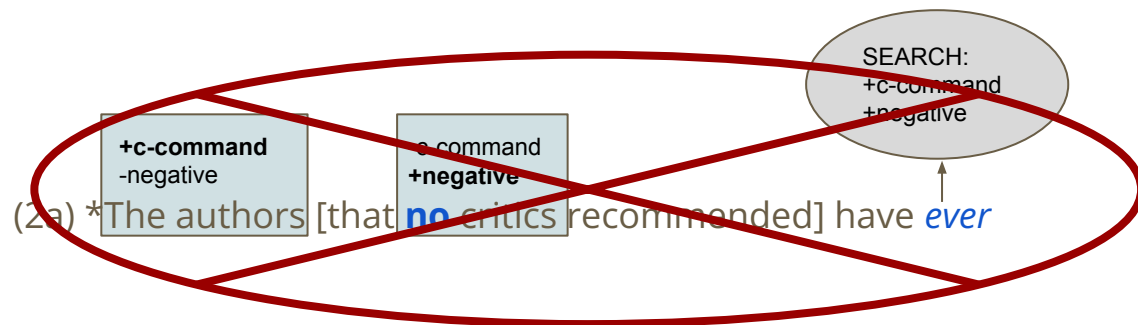 SEARCH:
+c-command
+negative
+c-command
-negative
-c-command
+negative
(2a) *The authors [that no critics recommended] have ever